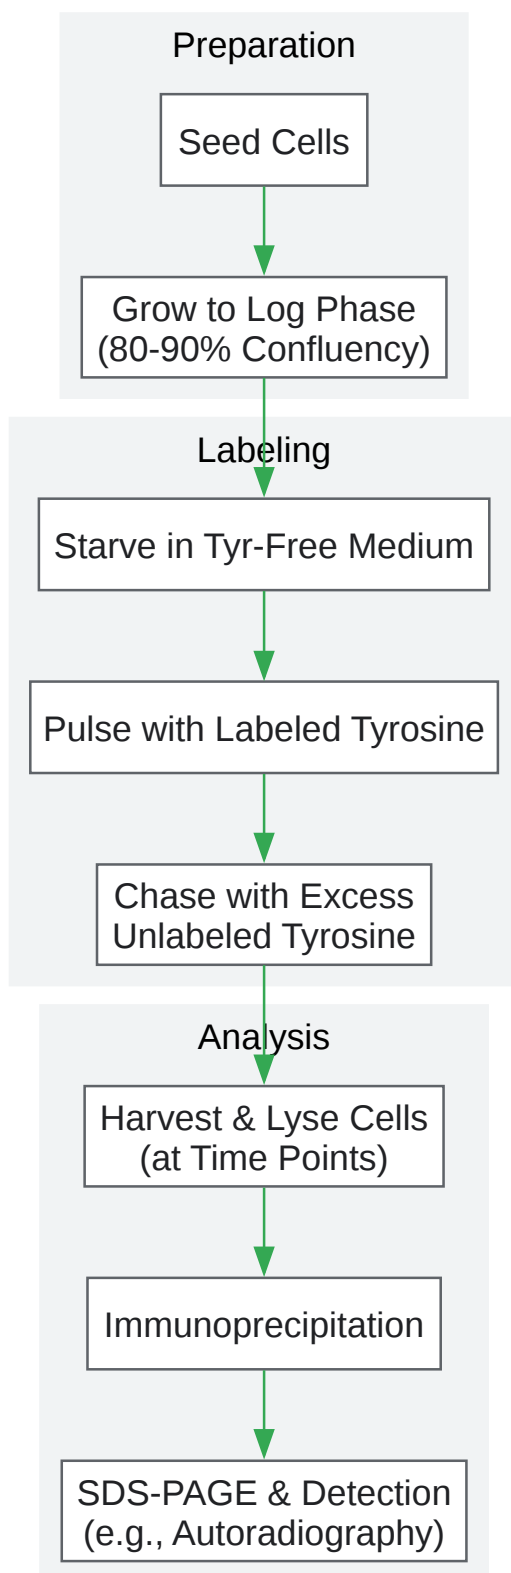 Preparation
Seed Cells
Grow to Log Phase
(80-90% Confluency)
Labeling
Starve in Tyr-Free Medium
Pulse with Labeled Tyrosine
Chase with Excess
Unlabeled Tyrosine
Analysis
Harvest & Lyse Cells
(at Time Points)
Immunoprecipitation
SDS-PAGE & Detection
(e.g., Autoradiography)